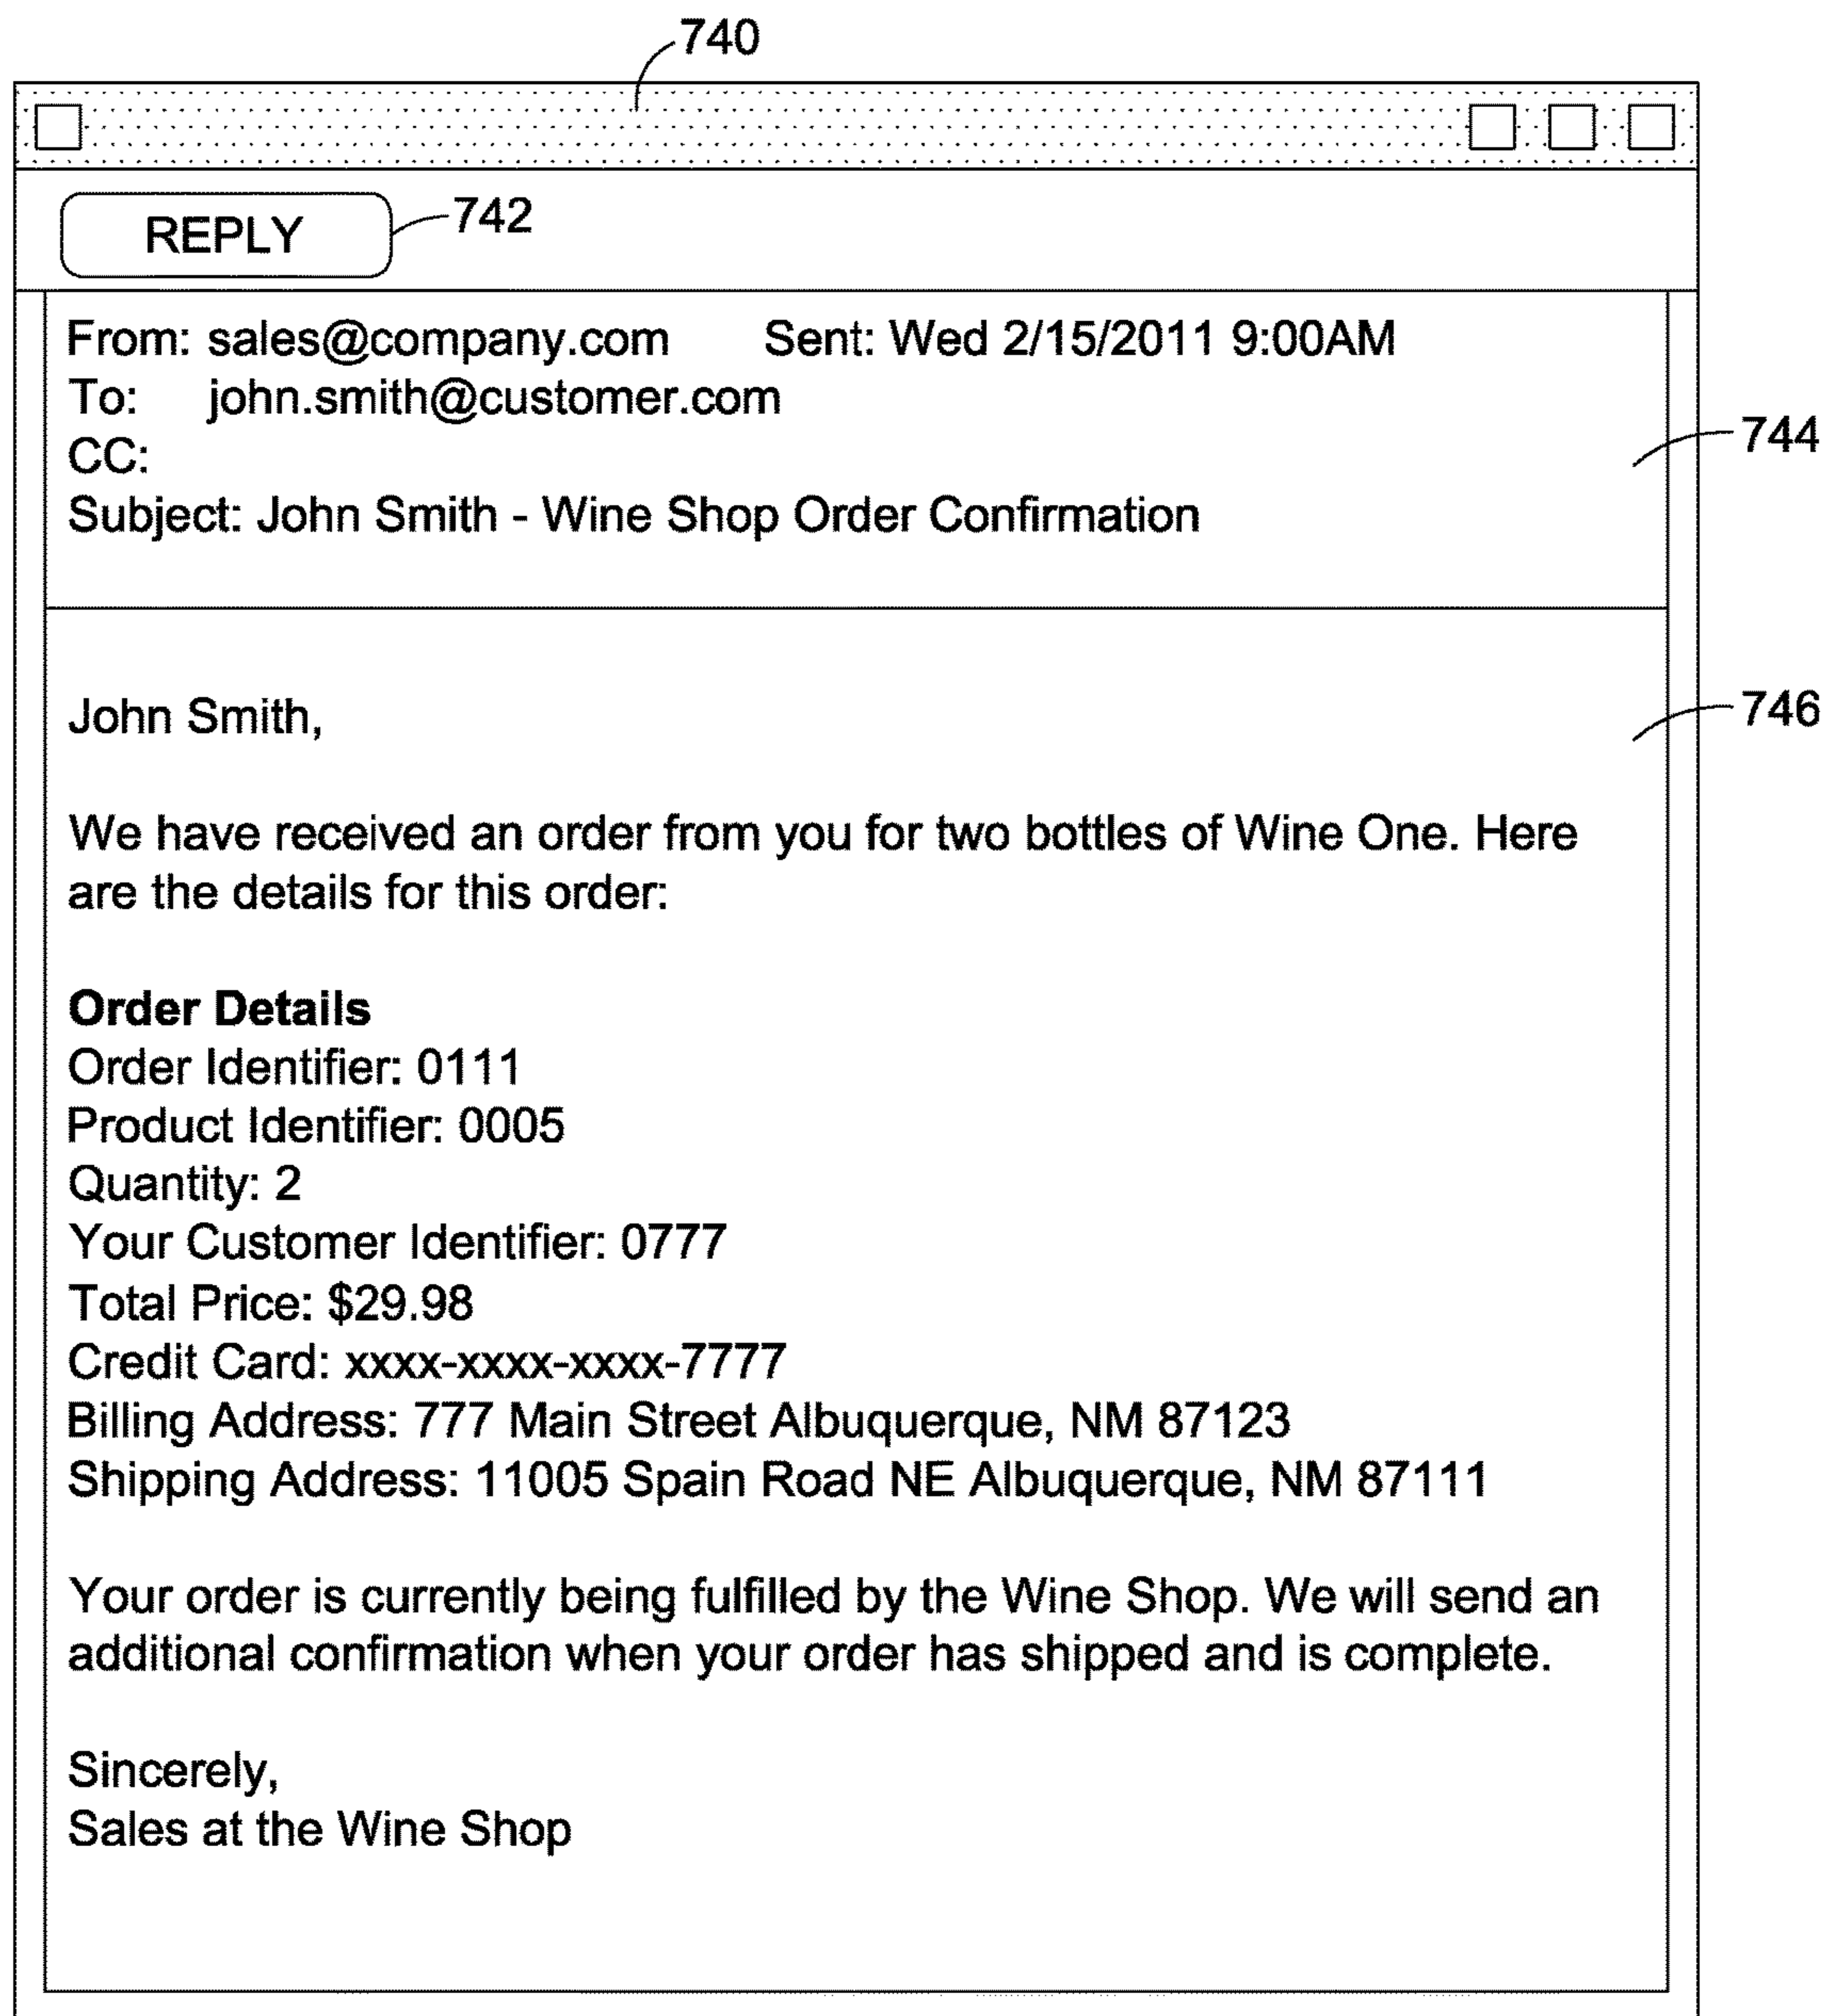 740
REPLY
742
From: sales@company.com Sent: Wed 2/15/2011 9:00AM
To: john.smith@customer.com
CC:
744
Subject: John Smith - Wine Shop Order Confirmation
John Smith,
746
We have received an order from you for two bottles of Wine One. Here
are the details for this order:
Order Details
Order Identifier: 0111
Product Identifier: 0005
Quantity: 2
Your Customer Identifier: 0777
Total Price: $29.98
Credit Card: xxxx-xxxx-xxxx-7777
Billing Address: 777 Main Street Albuquerque, NM 87123
Shipping Address: 11005 Spain Road NE Albuquerque, NM 87111
Your order is currently being fulfilled by the Wine Shop. We will send an
additional confirmation when your order has shipped and is complete.
Sincerely,
Sales at the Wine Shop